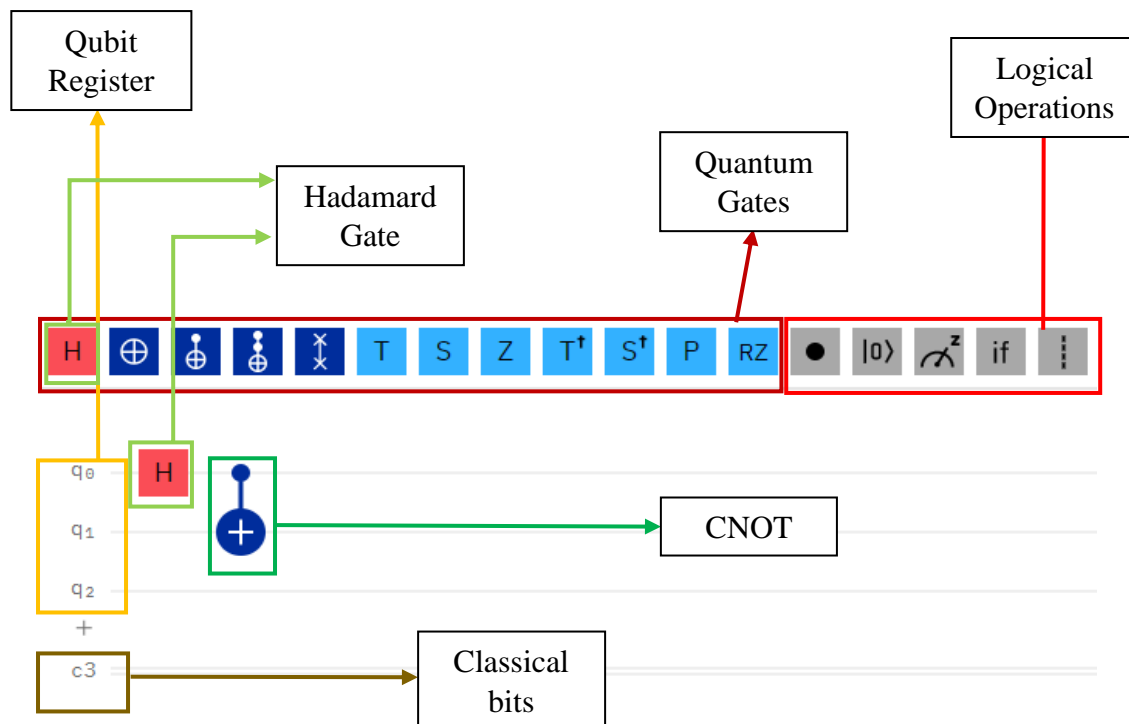 Qubit
Register
Logical
Operations
Quantum
Gates
Hadamard
Gate
H T S Z T† S† P RZ |0⟩ z if
q0 H
q1
CNOT
q2
+
c3
Classical
bits